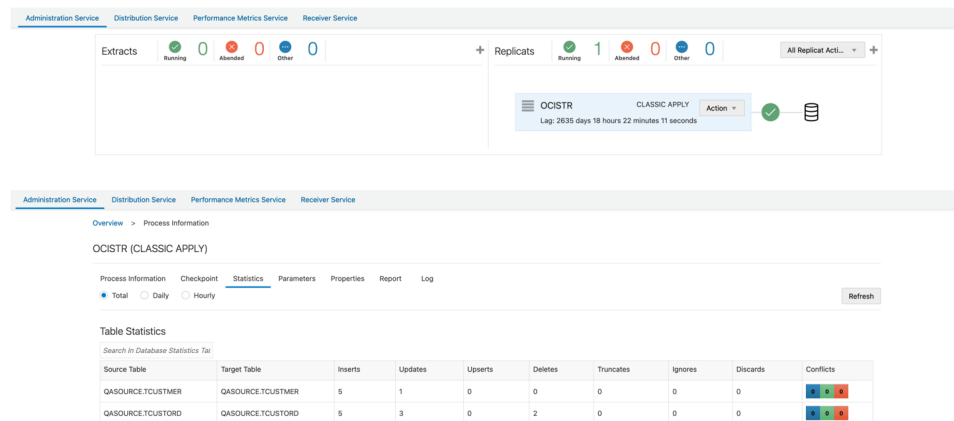 Administration Service Distribution Service Performance Metrics Service Receiver Service
Extracts Running 0 Abended 0 Other 0
Replicats Running 1 Abended 0 Other 0 All Replicat Acti...
OCISTR CLASSIC APPLY Action
Lag: 2635 days 18 hours 22 minutes 11 seconds
Administration Service Distribution Service Performance Metrics Service Receiver Service
Overview > Process Information
OCISTR (CLASSIC APPLY)
Process Information Checkpoint Statistics Parameters Properties Report Log
Total Daily Hourly Refresh
Table Statistics
Search In Database Statistics Tal
Source Table Target Table Inserts Updates Upserts Deletes Truncates Ignores Discards Conflicts
QASOURCE.TCUSTMER QASOURCE.TCUSTMER 5 1 0 0 0 0 0 0 0 0
QASOURCE.TCUSTORD QASOURCE.TCUSTORD 5 3 0 2 0 0 0 0 0 0